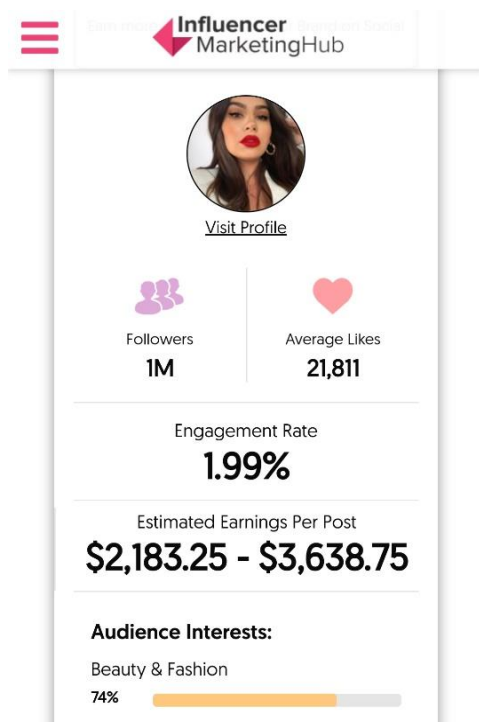 Influencer
MarketingHub
Visit Profile
Followers
1M
Average Likes
21,811
Engagement Rate
1.99%
Estimated Earnings Per Post
$2,183.25 - $3,638.75
Audience Interests:
Beauty & Fashion
74%